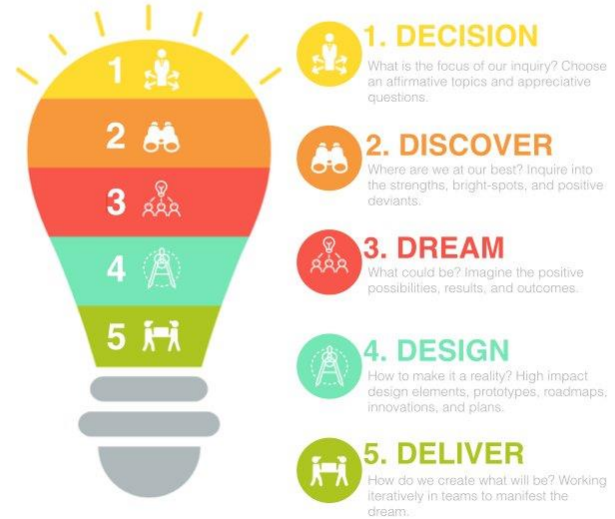 1
2
3
4
5
1. DECISION
What is the focus of our inquiry? Choose
an affirmative topics and appreciative
questions.
2. DISCOVER
Where are we at our best? Inquire into
the strengths, bright-spots, and positive
deviants.
3. DREAM
What could be? Imagine the positive
possibilities, results, and outcomes.
4. DESIGN
How to make it a reality? High impact
design elements, prototypes, roadmaps,
innovations, and plans.
5. DELIVER
How do we create what will be? Working
iteratively in teams to manifest the
dream.